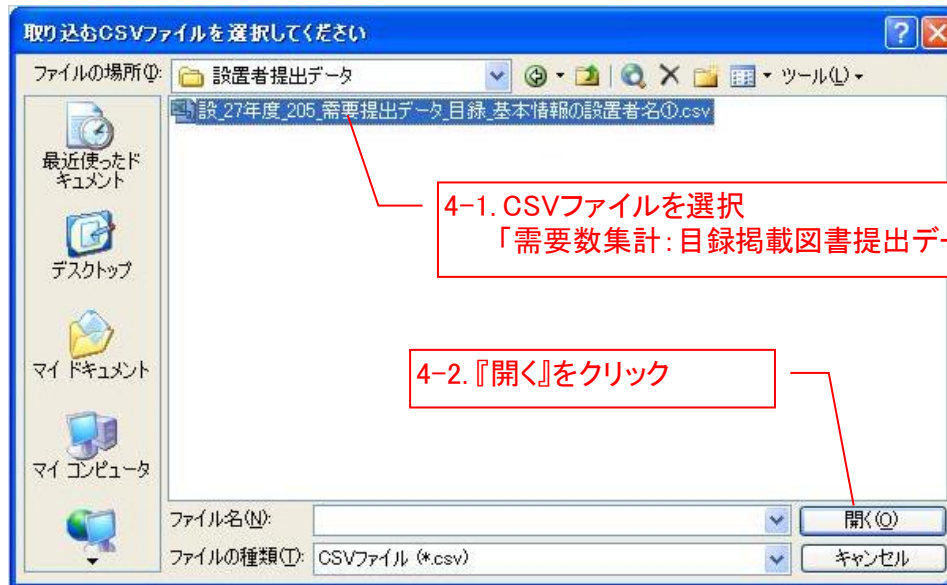 取り込むCSVファイルを選択してください
ファイルの場所(I):
設置者提出データ
ツール(L)
設_27年度_205_需要提出データ_目録_基本情報の設置者名①.csv
最近使ったド
キュメント
4-1.CSVファイルを選択
「需要数集計:目録掲載図書提出デー
デスクトップ
マイ ドキュメント
4-2.『開く』をクリック
マイ コンピュータ
ファイル名(N):
開く(O)
ファイルの種類(T):
CSVファイル (*.csv)
キャンセル